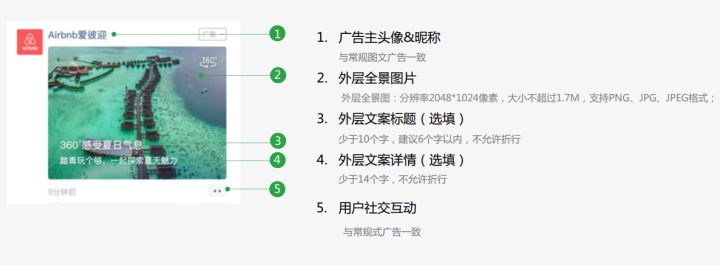 Airbnb爱彼迎
广告
airbnb
360°
360°感受夏日气息
踏青玩个够,一起探索夏天魅力
9分钟前
1
2
3
4
5
1. 广告主头像&昵称
与常规图文广告一致
2. 外层全景图片
外层全景图:分辨率2048*1024像素,大小不超过1.7M,支持PNG、JPG、JPEG格式;
3. 外层文案标题(选填)
少于10个字,建议6个字以内,不允许折行
4. 外层文案详情(选填)
少于14个字,不允许折行
5. 用户社交互动
与常规式广告一致